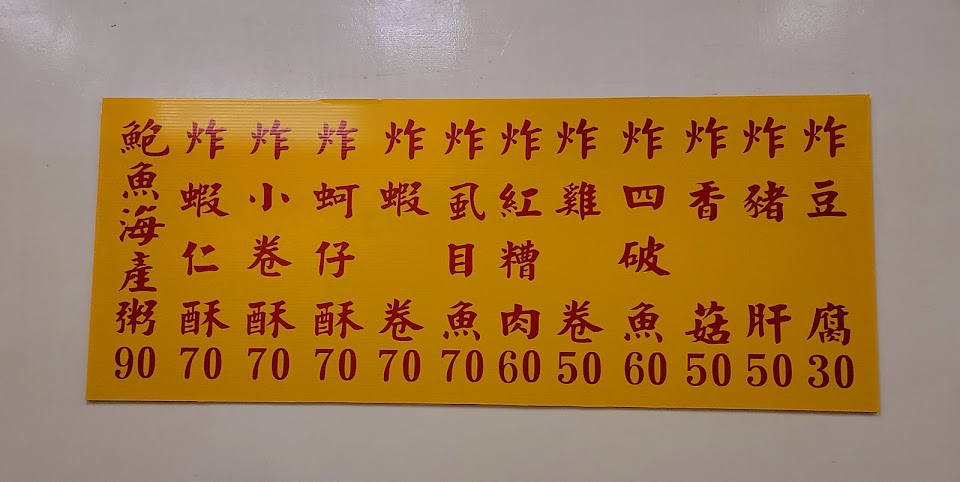 炸豆腐30
炸豬肝50
炸香菇50
炸四破魚60
炸雞卷50
炸紅糟肉60
炸虱目魚70
炸蝦卷70
炸蚵仔酥70
炸小卷酥70
炸蝦仁酥70
鮑魚海產粥90